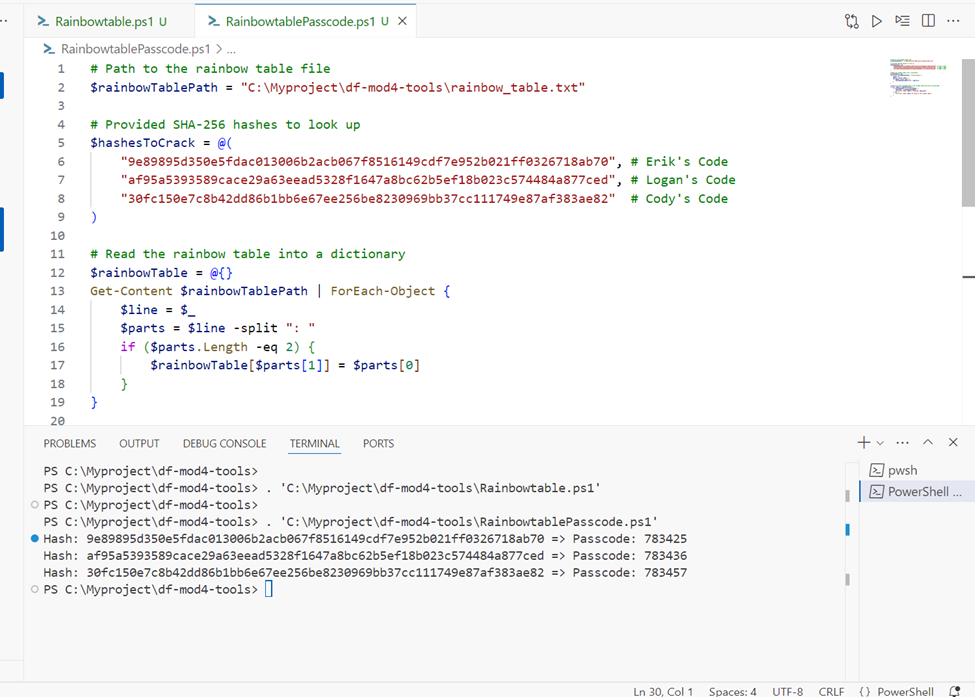 Rainbowtable.ps1 U
RainbowtablePasscode.ps1 U
RainbowtablePasscode.ps1 > ...
1 # Path to the rainbow table file
2 $rainbowTablePath = "C:\Myproject\df-mod4-tools\rainbow_table.txt"
3
4 # Provided SHA-256 hashes to look up
5 $hashesToCrack = @(
6 "9e89895d350e5fdac013006b2acb067f8516149cdf7e952b021ff0326718ab70", # Erik's Code
7 "af95a5393589cace29a63eead5328f1647a8bc62b5ef18b023c574484a877ced", # Logan's Code
8 "30fc150e7c8b42dd86b1bb6e67ee256be8230969bb37cc111749e87af383ae82" # Cody's Code
9 )
10
11 # Read the rainbow table into a dictionary
12 $rainbowTable = @{}
13 Get-Content $rainbowTablePath | ForEach-Object {
14 $line = $_
15 $parts = $line -split ": "
16 if ($parts.Length -eq 2) {
17 $rainbowTable[$parts[1]] = $parts[0]
18 }
19 }
20
PROBLEMS OUTPUT DEBUG CONSOLE TERMINAL PORTS
PS C:\Myproject\df-mod4-tools>
PS C:\Myproject\df-mod4-tools> . 'C:\Myproject\df-mod4-tools\Rainbowtable.ps1'
PS C:\Myproject\df-mod4-tools>
PS C:\Myproject\df-mod4-tools> . 'C:\Myproject\df-mod4-tools\RainbowtablePasscode.ps1'
Hash: 9e89895d350e5fdac013006b2acb067f8516149cdf7e952b021ff0326718ab70 => Passcode: 783425
Hash: af95a5393589cace29a63eead5328f1647a8bc62b5ef18b023c574484a877ced => Passcode: 783436
Hash: 30fc150e7c8b42dd86b1bb6e67ee256be8230969bb37cc111749e87af383ae82 => Passcode: 783457
PS C:\Myproject\df-mod4-tools>
pwsh
PowerShell ...
Ln 30, Col 1 Spaces: 4 UTF-8 CRLF {} PowerShell